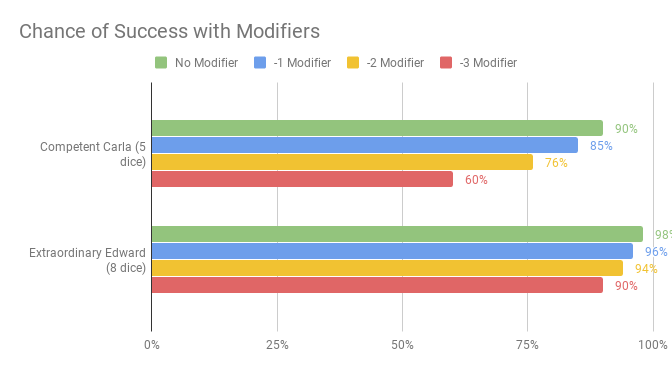 Chance of Success with Modifiers
No Modifier -1 Modifier -2 Modifier -3 Modifier
Competent Carla (5
dice)
90%
85%
76%
60%
Extraordinary Edward
(8 dice)
98%
96%
94%
90%
0% 25% 50% 75% 100%